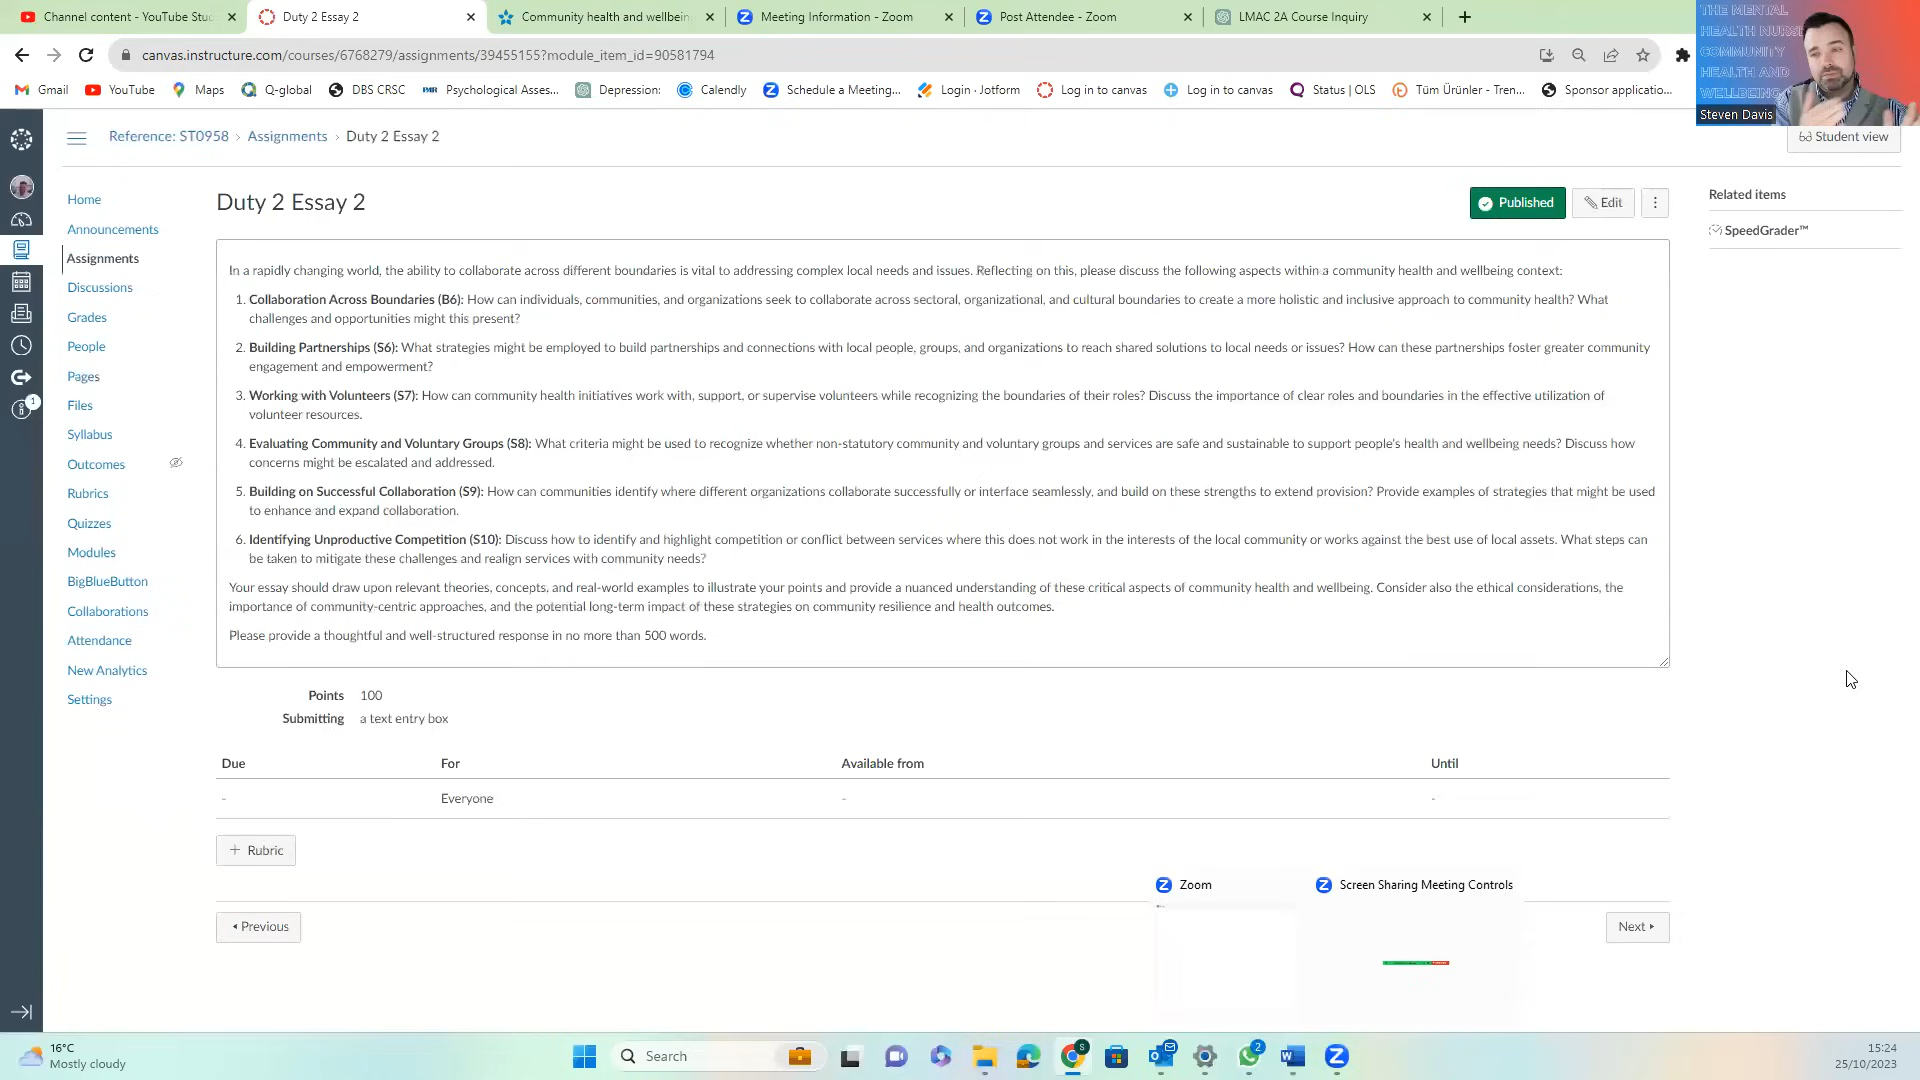 Channel content - YouTube Stu
Duty 2 Essay 2
Community health and wellbein
Meeting Information - Zoom
Post Attendee - Zoom
LMAC 2A Course Inquiry
canvas.instructure.com/courses/6768279/assignments/39455155?module_item_id=90581794
Gmail
YouTube
Maps
Q-global
DBS CRSC
Psychological Asses...
Depression:
Calendly
Schedule a Meeting...
Login · Jotform
Log in to canvas
Log in to canvas
Status | OLS
Tüm Ürünler - Tren...
Sponsor applicatio...
THE MENTAL
HEALTH NURSE
COMMUNITY
HEALTH AND
WELLBEING
Steven Davis
Reference: ST0958 › Assignments › Duty 2 Essay 2
Student view
Home
Announcements
Assignments
Discussions
Grades
People
Pages
Files
Syllabus
Outcomes
Rubrics
Quizzes
Modules
BigBlueButton
Collaborations
Attendance
New Analytics
Settings
1
Duty 2 Essay 2
Published
Edit
Related items
SpeedGrader™
In a rapidly changing world, the ability to collaborate across different boundaries is vital to addressing complex local needs and issues. Reflecting on this, please discuss the following aspects within a community health and wellbeing context:
1. Collaboration Across Boundaries (B6): How can individuals, communities, and organizations seek to collaborate across sectoral, organizational, and cultural boundaries to create a more holistic and inclusive approach to community health? What
challenges and opportunities might this present?
2. Building Partnerships (S6): What strategies might be employed to build partnerships and connections with local people, groups, and organizations to reach shared solutions to local needs or issues? How can these partnerships foster greater community
engagement and empowerment?
3. Working with Volunteers (S7): How can community health initiatives work with, support, or supervise volunteers while recognizing the boundaries of their roles? Discuss the importance of clear roles and boundaries in the effective utilization of
volunteer resources.
4. Evaluating Community and Voluntary Groups (S8): What criteria might be used to recognize whether non-statutory community and voluntary groups and services are safe and sustainable to support people's health and wellbeing needs? Discuss how
concerns might be escalated and addressed.
5. Building on Successful Collaboration (S9): How can communities identify where different organizations collaborate successfully or interface seamlessly, and build on these strengths to extend provision? Provide examples of strategies that might be used
to enhance and expand collaboration.
6. Identifying Unproductive Competition (S10): Discuss how to identify and highlight competition or conflict between services where this does not work in the interests of the local community or works against the best use of local assets. What steps can
be taken to mitigate these challenges and realign services with community needs?
Your essay should draw upon relevant theories, concepts, and real-world examples to illustrate your points and provide a nuanced understanding of these critical aspects of community health and wellbeing. Consider also the ethical considerations, the
importance of community-centric approaches, and the potential long-term impact of these strategies on community resilience and health outcomes.
Please provide a thoughtful and well-structured response in no more than 500 words.
Points 100
Submitting a text entry box
Due For Available from Until
- Everyone - -
+ Rubric
Zoom
Screen Sharing Meeting Controls
Previous
Next
16°C
Mostly cloudy
Search
S
2
15:24
25/10/2023